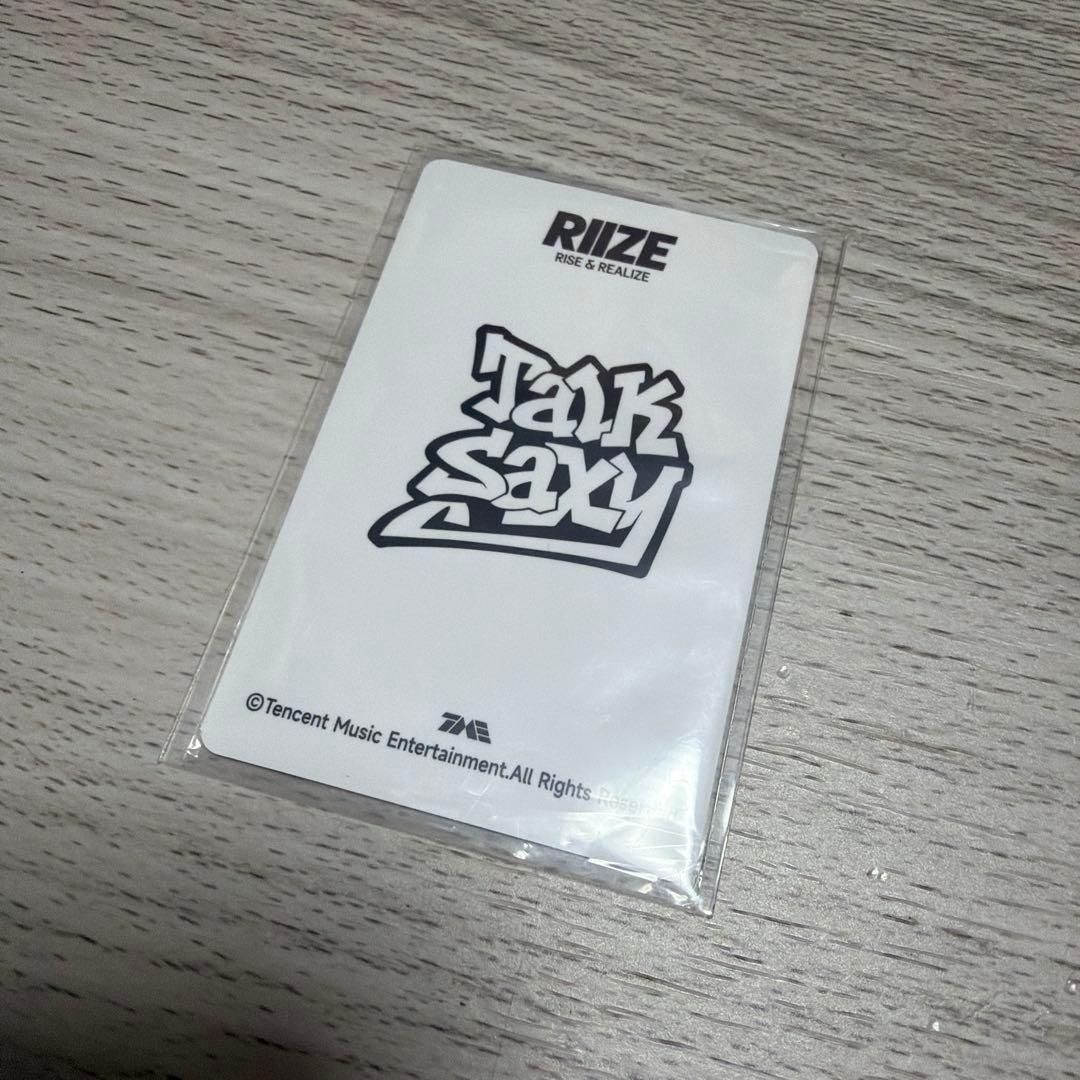 RIIZE
RISE & REALIZE
Talk
Saxy
TME
©Tencent Music Entertainment.All Rights